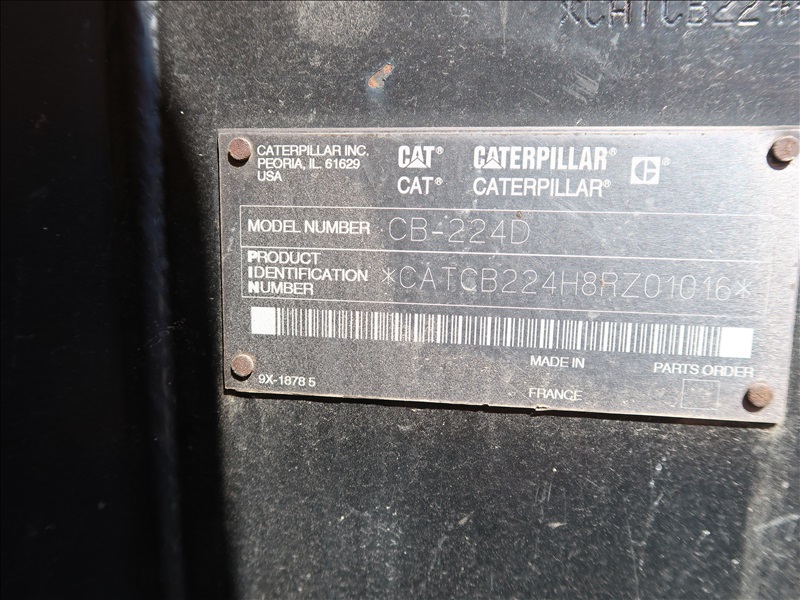 XCATCB224H
CATERPILLAR INC.
PEORIA, IL. 61629
USA
CAT® CATERPILLAR® C®
CAT® CATERPILLAR®
MODEL NUMBER CB-224D
PRODUCT
IDENTIFICATION
NUMBER *CATCB224H8RZ01016*
MADE IN PARTS ORDER
9X-1878 5 FRANCE